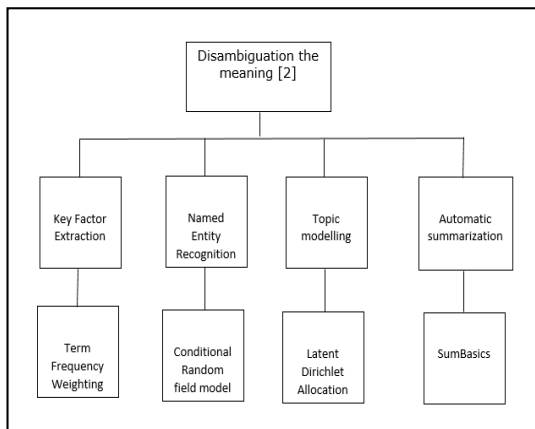 Disambiguation the
meaning [2]
Key Factor
Extraction
Named
Entity
Recognition
Topic
modelling
Automatic
summarization
Term
Frequency
Weighting
Conditional
Random
field model
Latent
Dirichlet
Allocation
SumBasics